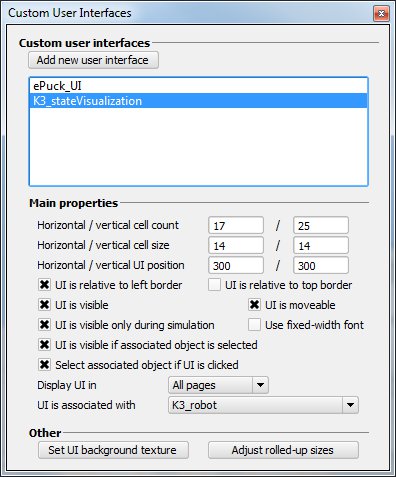 Custom User Interfaces
Custom user interfaces
Add new user interface
ePuck_UI
K3_stateVisualization
Main properties
Horizontal / vertical cell count 17 / 25
Horizontal / vertical cell size 14 / 14
Horizontal / vertical UI position 300 / 300
UI is relative to left border UI is relative to top border
UI is visible UI is moveable
UI is visible only during simulation Use fixed-width font
UI is visible if associated object is selected
Select associated object if UI is clicked
Display UI in All pages
UI is associated with K3_robot
Other
Set UI background texture Adjust rolled-up sizes